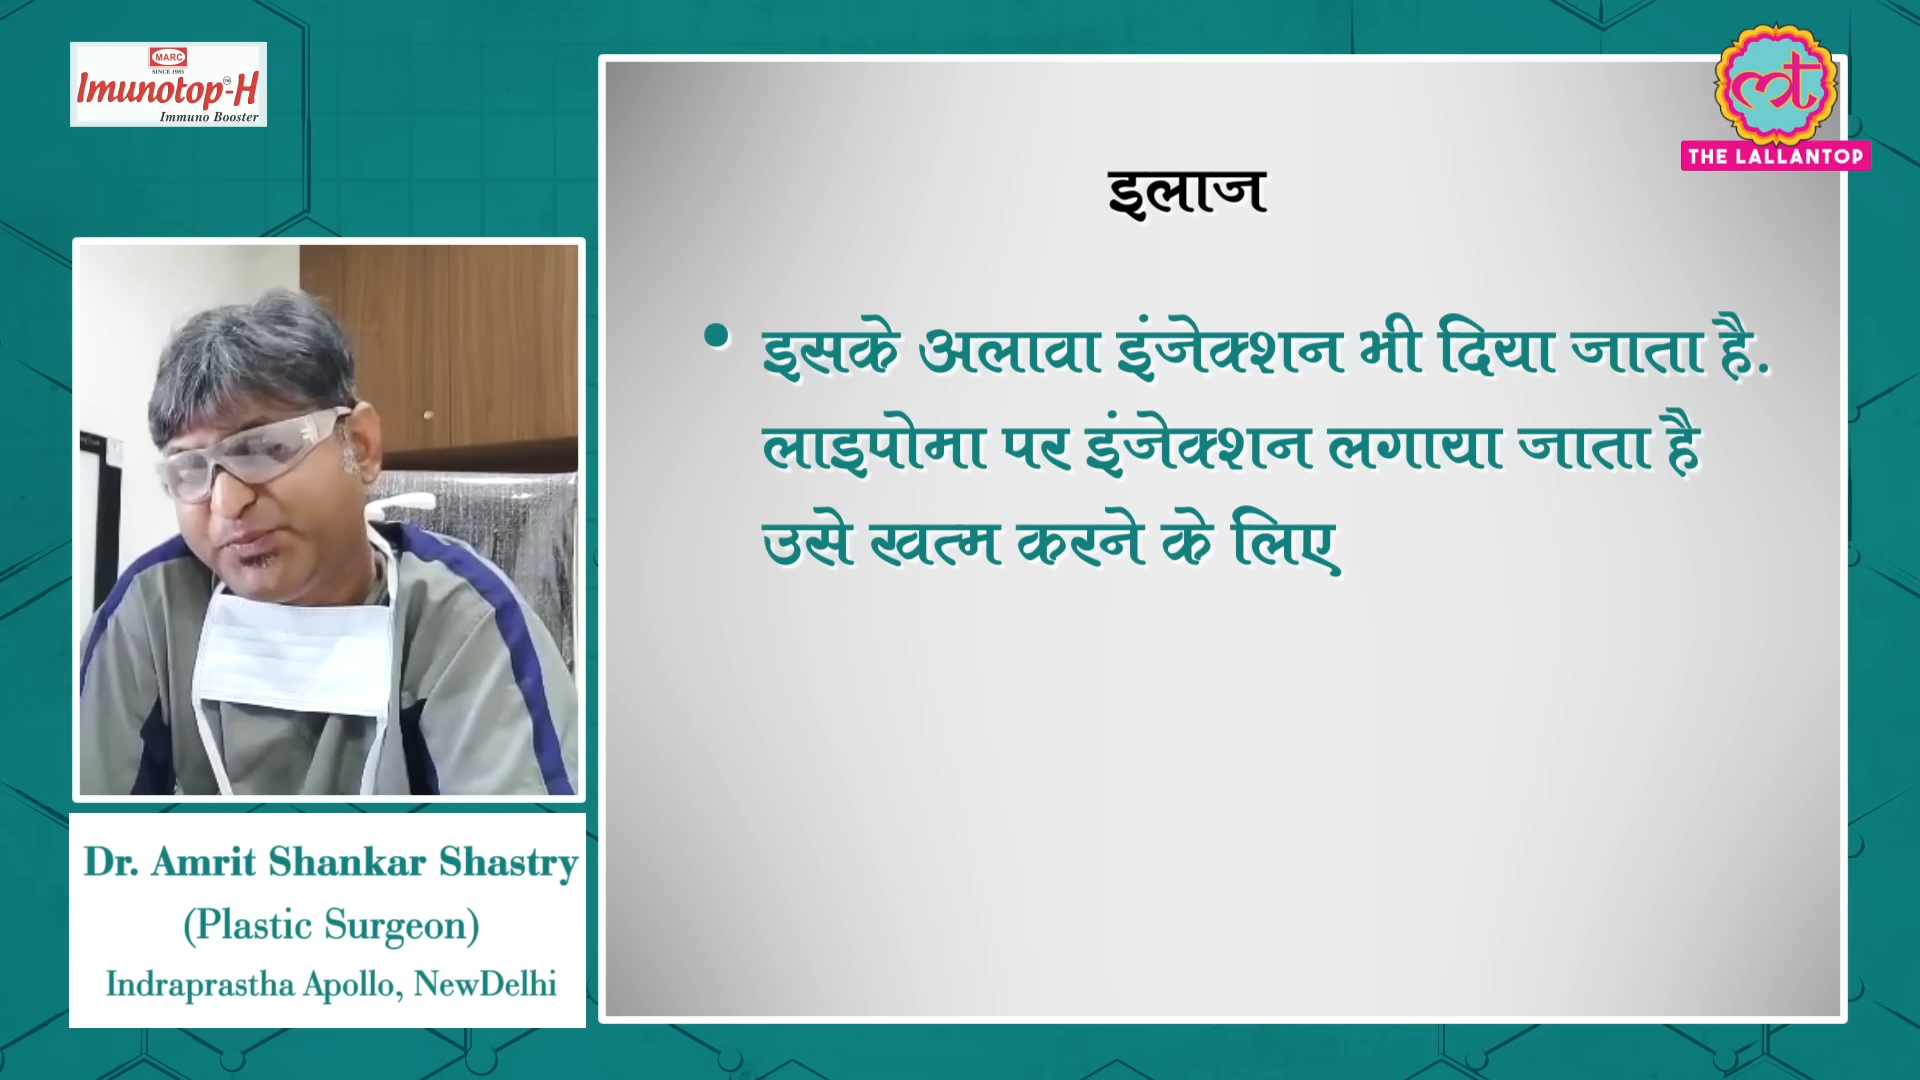 MARC
SINCE 1985
Imunotop™-H
Immuno Booster
THE LALLANTOP
इलाज
• इसके अलावा इंजेक्शन भी दिया जाता है.
लाइपोमा पर इंजेक्शन लगाया जाता है
उसे खत्म करने के लिए
Dr. Amrit Shankar Shastry
(Plastic Surgeon)
Indraprastha Apollo, NewDelhi